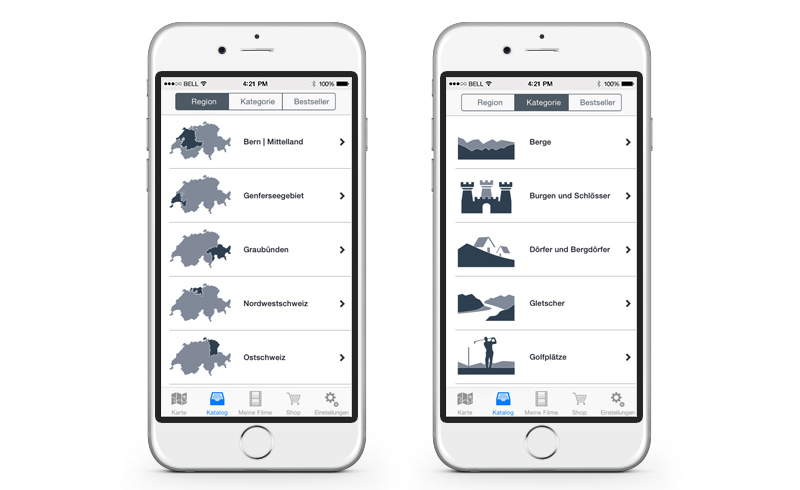 ●●●○○ BELL 4:21 PM 100%
Region Kategorie Bestseller
Bern | Mittelland
Genferseegebiet
Graubünden
Nordwestschweiz
Ostschweiz
Karte Katalog Meine Filme Shop Einstellungen
●●●○○ BELL 4:21 PM 100%
Region Kategorie Bestseller
Berge
Burgen und Schlösser
Dörfer und Bergdörfer
Gletscher
Golfplätze
Karte Katalog Meine Filme Shop Einstellungen